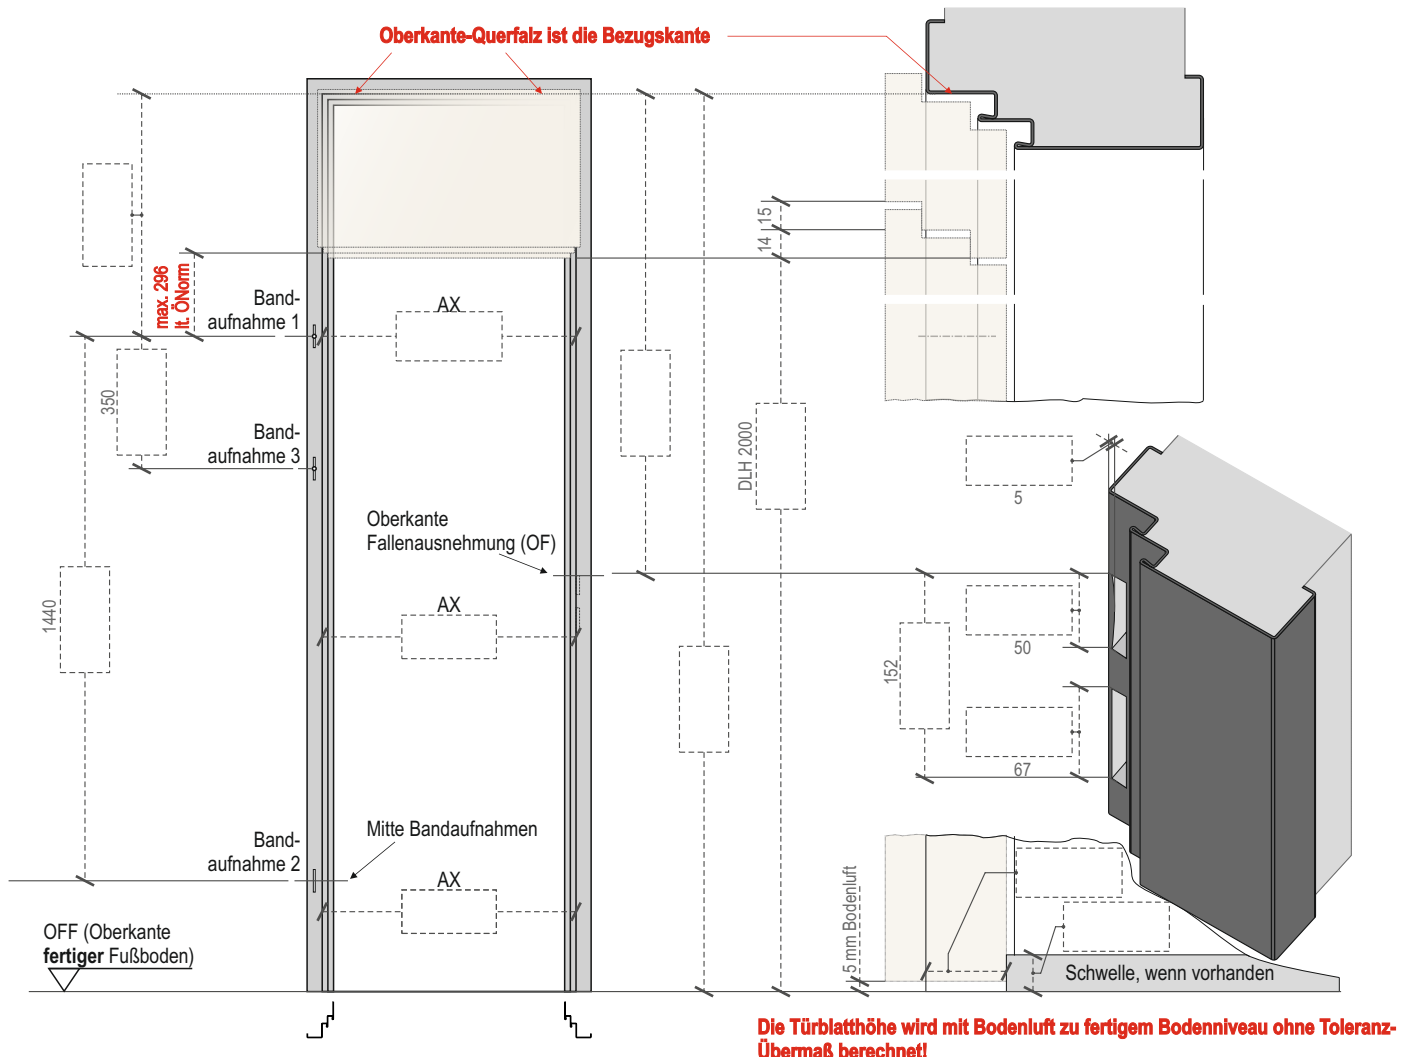 Oberkante-Querfalz ist die Bezugskante
15
14
max. 296
lt. ÖNorm
Band-
aufnahme 1
AX
350
Band-
aufnahme 3
DLH 2000
5
Oberkante
Fallenausnehmung (OF)
1440
AX
50
152
67
Band-
aufnahme 2
Mitte Bandaufnahmen
AX
5 mm Bodenluft
OFF (Oberkante
fertiger Fußboden)
Schwelle, wenn vorhanden
Die Türblatthöhe wird mit Bodenluft zu fertigem Bodenniveau ohne Toleranz-
Übermaß berechnet!